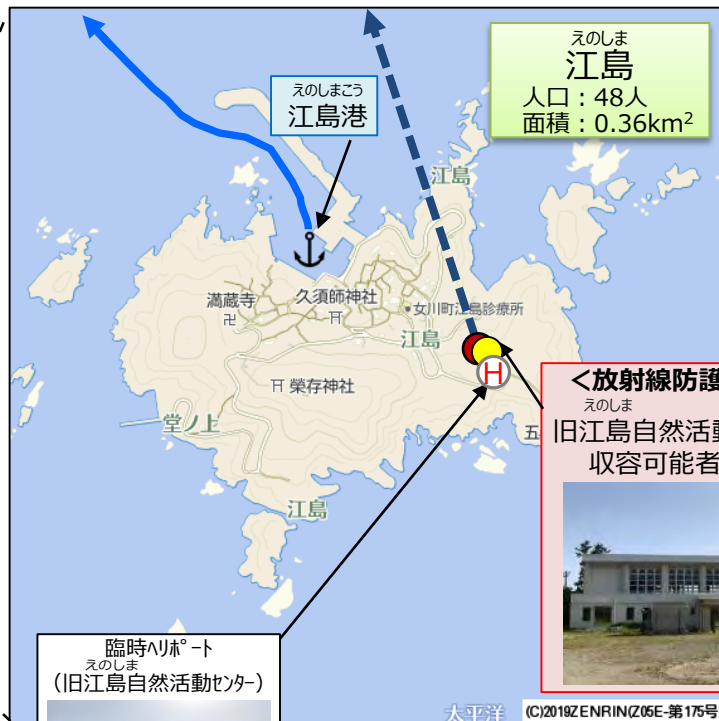 えのしま
江島
人口：48人
面積：0.36km²
えのしまこう
江島港
江島
満蔵寺
久須師神社
女川町江島診療所
江島
H
榮存神社
堂ノ上
江島
五
＜放射線防護
えのしま
旧江島自然活動
収容可能者
臨時ヘリポート
えのしま
（旧江島自然活動センター）
太平洋
(C)2019ZENRIN(Z05E-第175号